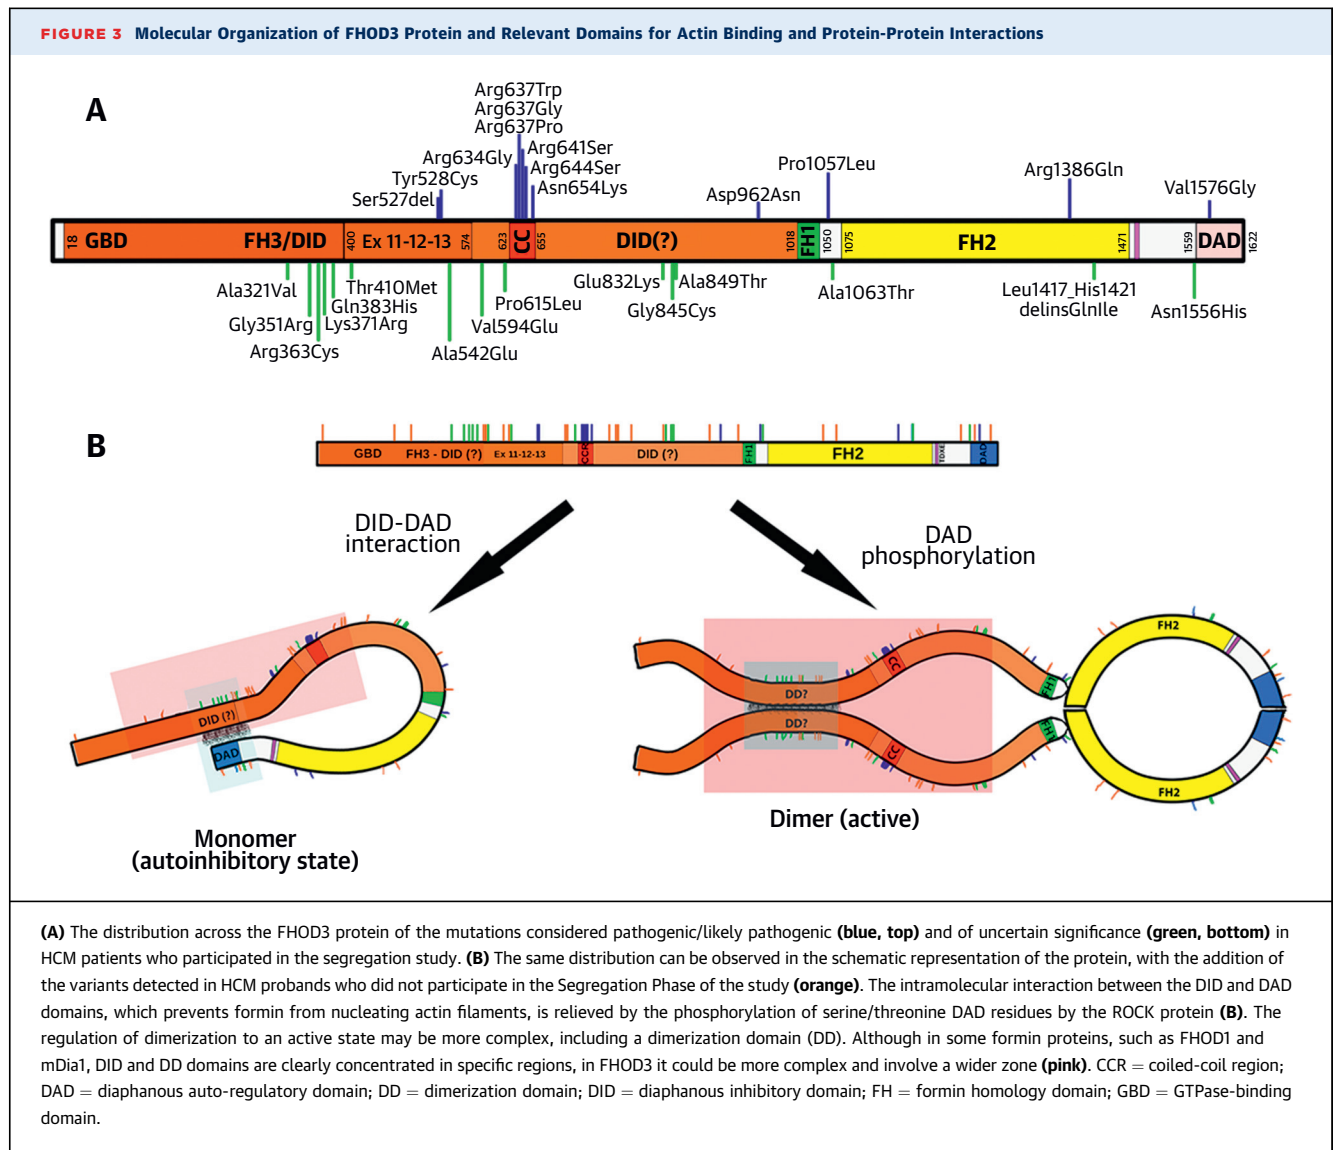 FIGURE 3 Molecular Organization of FHOD3 Protein and Relevant Domains for Actin Binding and Protein-Protein Interactions
A
Arg637Trp
Arg637Gly
Arg637Pro
Arg634Gly
Arg641Ser
Arg644Ser
Asn654Lys
Tyr528Cys
Ser527del
Asp962Asn
Pro1057Leu
Arg1386Gln
Val1576Gly
18 GBD FH3/DID 400 Ex 11-12-13 574 623 CC 655 DID(?) 1018 FH1 1050 1075 FH2 1471 1559 DAD 1622
Ala321Val
Gly351Arg
Arg363Cys
Lys371Arg
Gln383His
Thr410Met
Ala542Glu
Val594Glu
Pro615Leu
Glu832Lys
Gly845Cys
Ala849Thr
Ala1063Thr
Leu1417_His1421
delinsGlnIle
Asn1556His
B
GBD FH3 - DID (?) Ex 11-12-13 CCR DID (?) FH1 FH2 TDXE DAD
DID-DAD
interaction
DAD
phosphorylation
DID (?)
DAD
Monomer
(autoinhibitory state)
DD?
DD?
CC
CC
FH1
FH1
FH2
FH2
Dimer (active)
(A) The distribution across the FHOD3 protein of the mutations considered pathogenic/likely pathogenic (blue, top) and of uncertain significance (green, bottom) in
HCM patients who participated in the segregation study. (B) The same distribution can be observed in the schematic representation of the protein, with the addition of
the variants detected in HCM probands who did not participate in the Segregation Phase of the study (orange). The intramolecular interaction between the DID and DAD
domains, which prevents formin from nucleating actin filaments, is relieved by the phosphorylation of serine/threonine DAD residues by the ROCK protein (B). The
regulation of dimerization to an active state may be more complex, including a dimerization domain (DD). Although in some formin proteins, such as FHOD1 and
mDia1, DID and DD domains are clearly concentrated in specific regions, in FHOD3 it could be more complex and involve a wider zone (pink). CCR = coiled-coil region;
DAD = diaphanous auto-regulatory domain; DD = dimerization domain; DID = diaphanous inhibitory domain; FH = formin homology domain; GBD = GTPase-binding
domain.